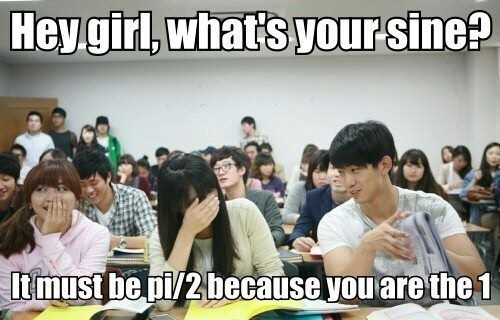 Hey girl, what's your sine?
It must be pi/2 because you are the 1